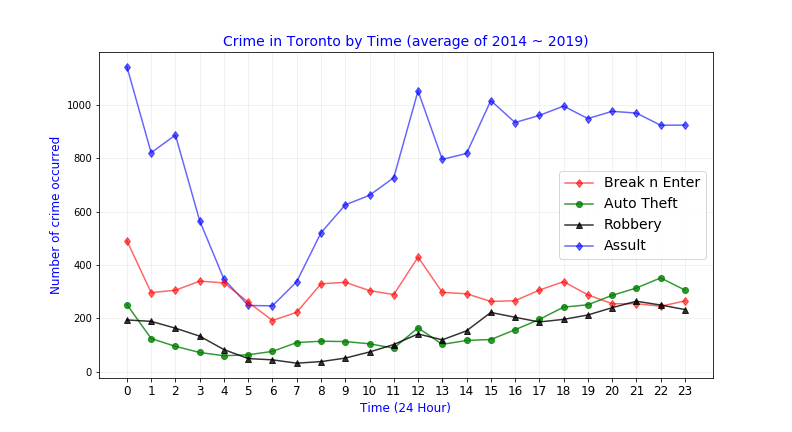 Crime in Toronto by Time (average of 2014 ~ 2019)
Number of crime occurred
1000
800
600
400
200
0
Break n Enter
Auto Theft
Robbery
Assult
0 1 2 3 4 5 6 7 8 9 10 11 12 13 14 15 16 17 18 19 20 21 22 23
Time (24 Hour)